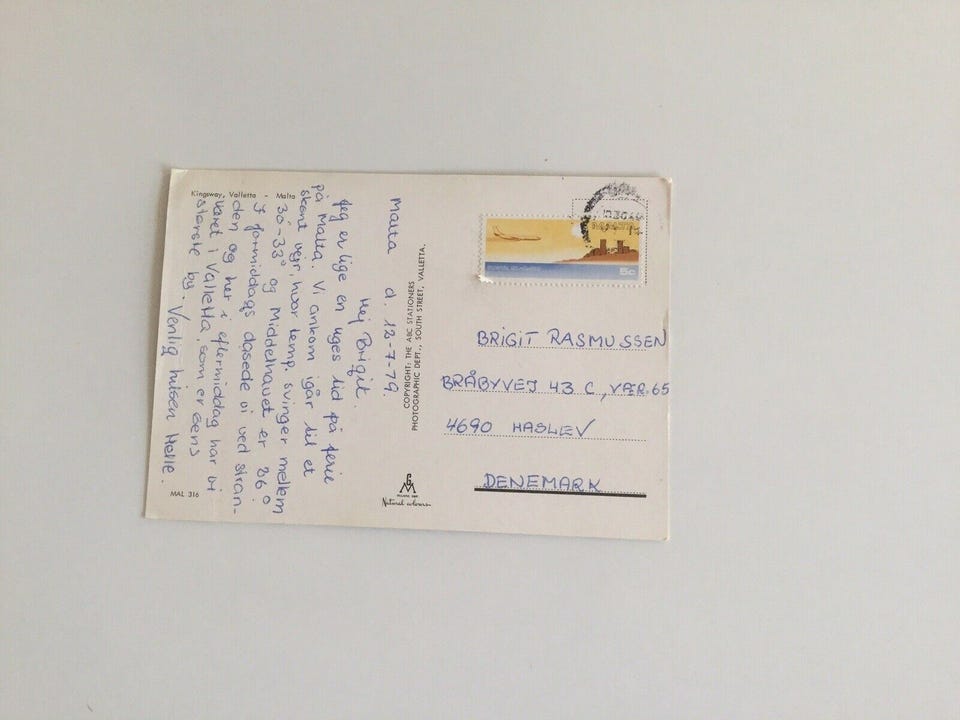 Kingsway, Valletta - Malta
Malta d. 12-7-79.
Hej Brigit.
Jeg er lige en uges tid på ferie
på Malta. Vi ankom igår til et
skønt vejr, hvor temp. svinger mellem
30-33° og Middelhavet er 26°
I formiddags dasede vi ved stran-
den og her i eftermiddag har vi
været i Valletta, som er øens
største by. Venlig hilsen Helle.
MAL 316
COPYRIGHT: THE ABC STATIONERS
PHOTOGRAPHIC DEPT., SOUTH STREET, VALLETTA.
GM
Natural colours
5c
BRIGIT RASMUSSEN
BRÅBYVEJ 43 C, VÆR. 65
4690 HASLEV
DENEMARK